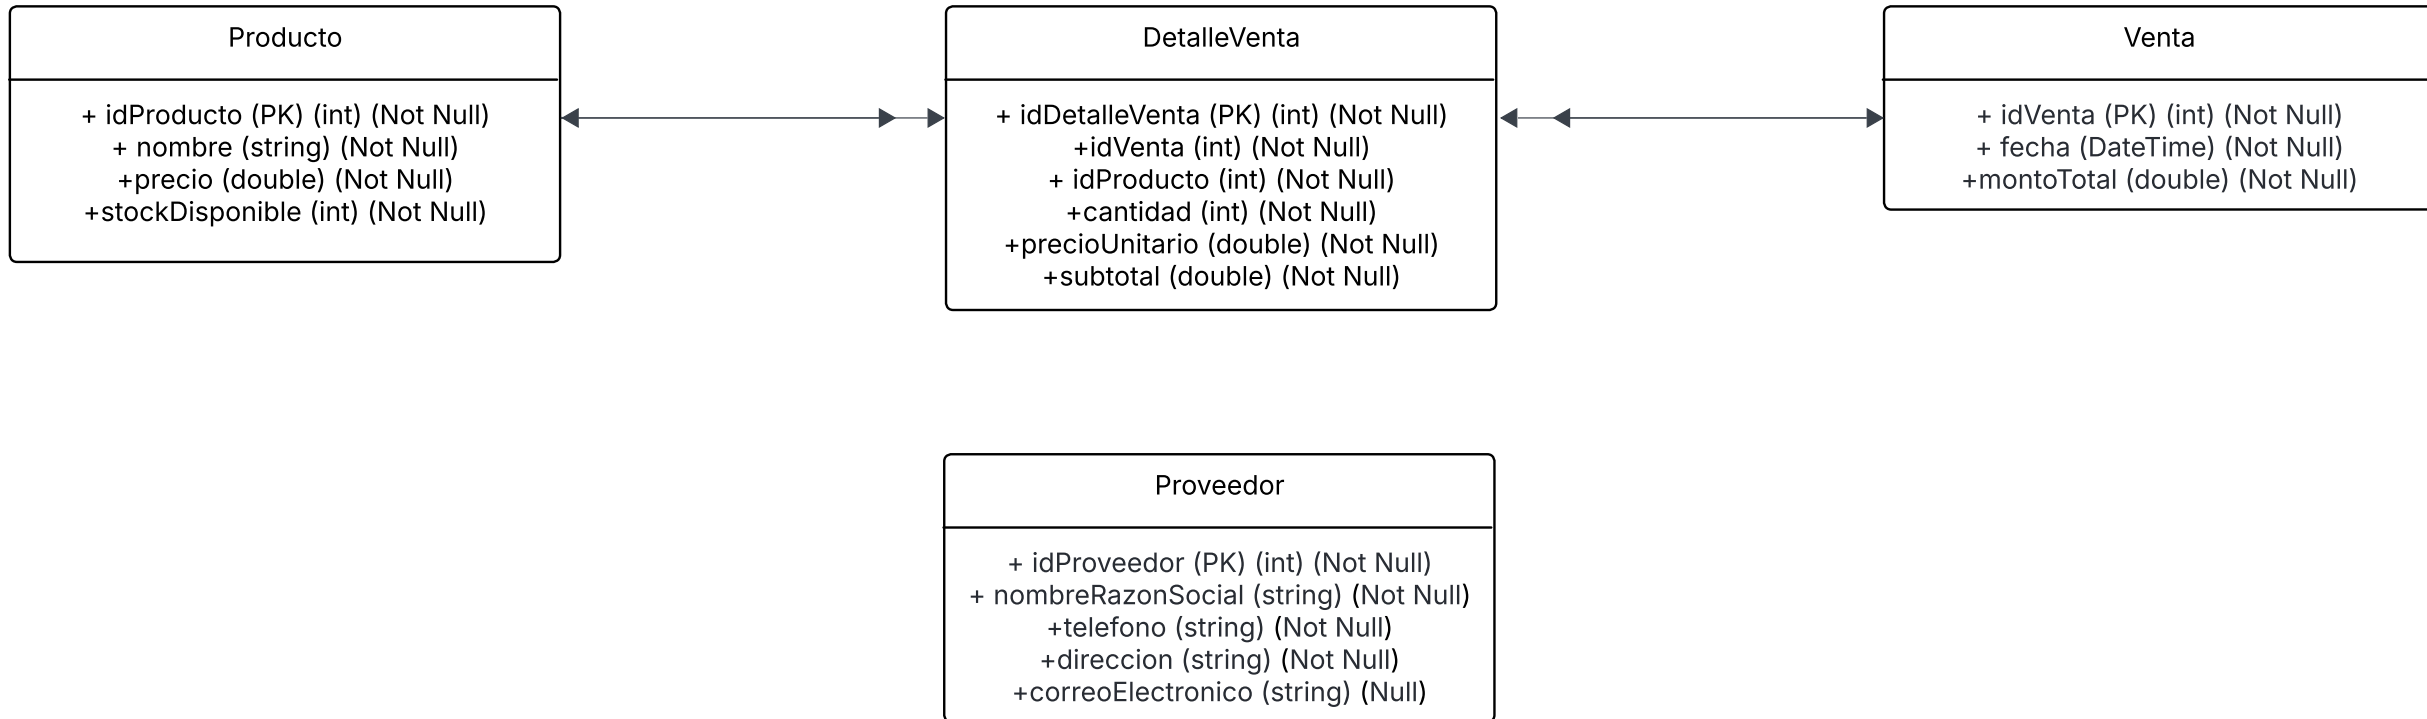 Producto
+ idProducto (PK) (int) (Not Null)
+ nombre (string) (Not Null)
+precio (double) (Not Null)
+stockDisponible (int) (Not Null)
DetalleVenta
+ idDetalleVenta (PK) (int) (Not Null)
+idVenta (int) (Not Null)
+ idProducto (int) (Not Null)
+cantidad (int) (Not Null)
+precioUnitario (double) (Not Null)
+subtotal (double) (Not Null)
Venta
+ idVenta (PK) (int) (Not Null)
+ fecha (DateTime) (Not Null)
+montoTotal (double) (Not Null)
Proveedor
+ idProveedor (PK) (int) (Not Null)
+ nombreRazonSocial (string) (Not Null)
+telefono (string) (Not Null)
+direccion (string) (Not Null)
+correoElectronico (string) (Null)